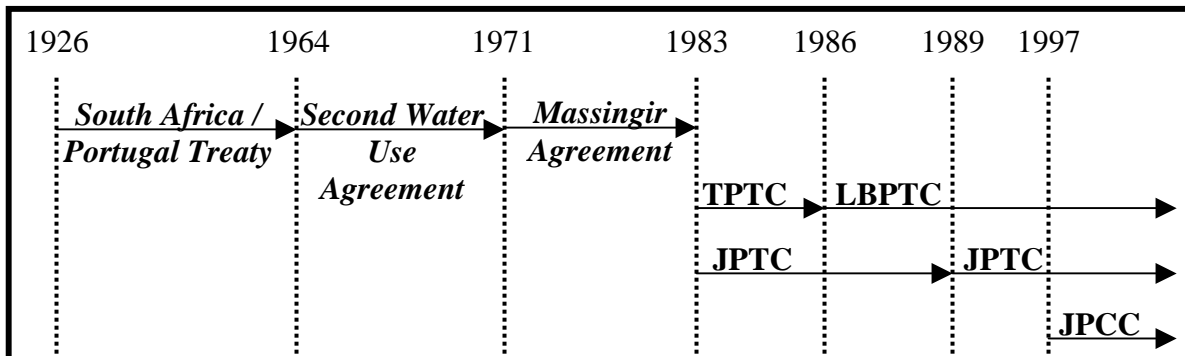 1926 1964 1971 1983 1986 1989 1997
South Africa / Second Water Massingir
Portugal Treaty Use Agreement
Agreement
TPTC LBPTC
JPTC JPTC
JPCC